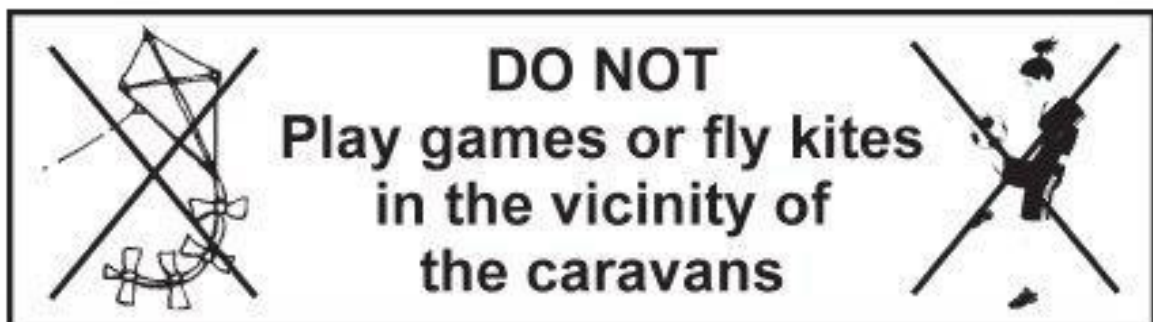 DO NOT
Play games or fly kites
in the vicinity of
the caravans